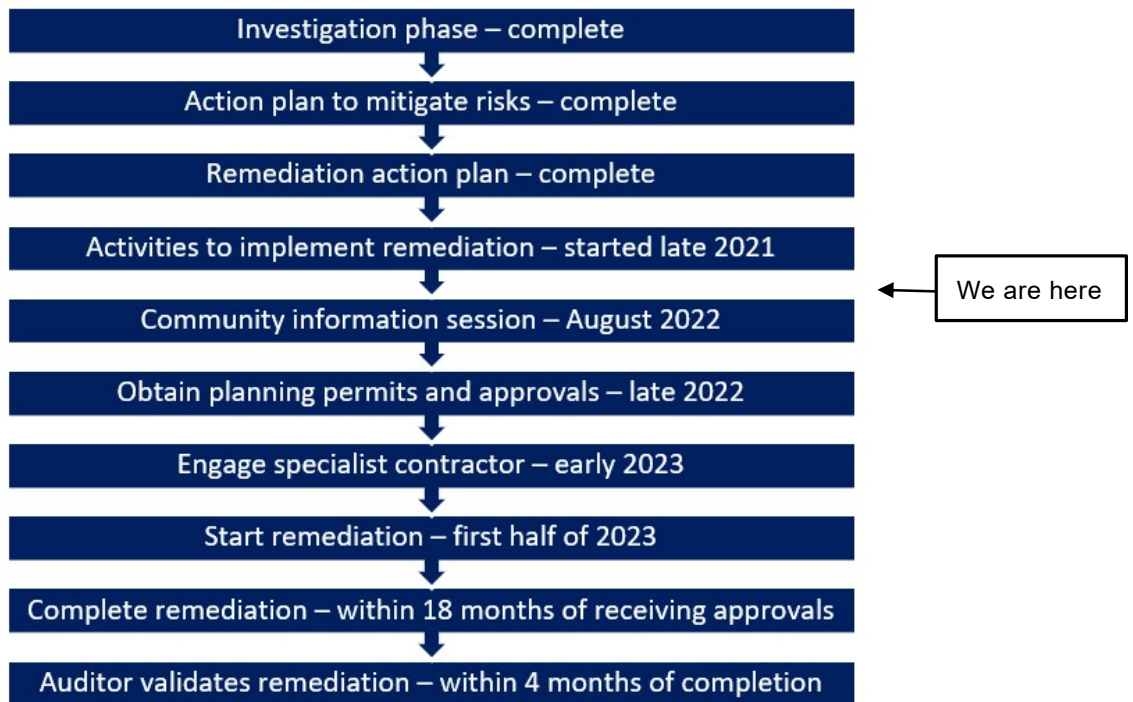 Investigation phase – complete
Action plan to mitigate risks – complete
Remediation action plan – complete
Activities to implement remediation – started late 2021
We are here
Community information session – August 2022
Obtain planning permits and approvals – late 2022
Engage specialist contractor – early 2023
Start remediation – first half of 2023
Complete remediation – within 18 months of receiving approvals
Auditor validates remediation – within 4 months of completion